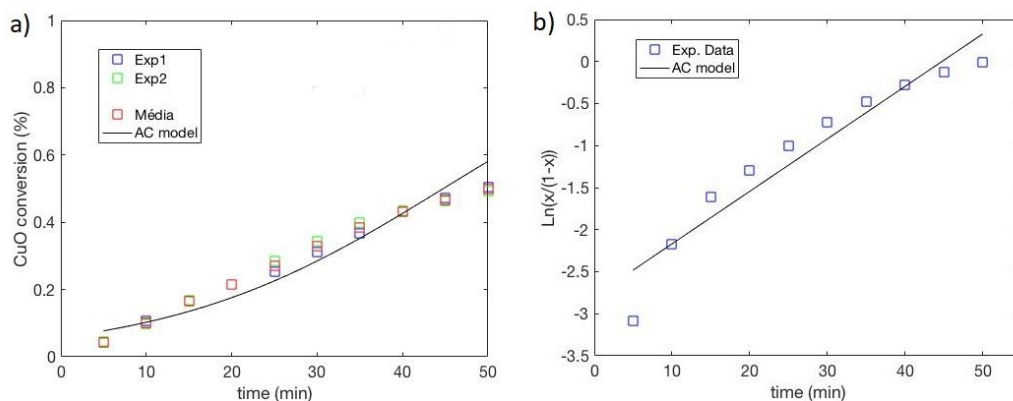 a)
CuO conversion (%)
1
0.8
0.6
0.4
0.2
0
Exp1
Exp2
Média
AC model
0 10 20 30 40 50
time (min)
b)
Ln(x/(1-x))
0.5
0
-0.5
-1
-1.5
-2
-2.5
-3
-3.5
Exp. Data
AC model
0 10 20 30 40 50
time (min)